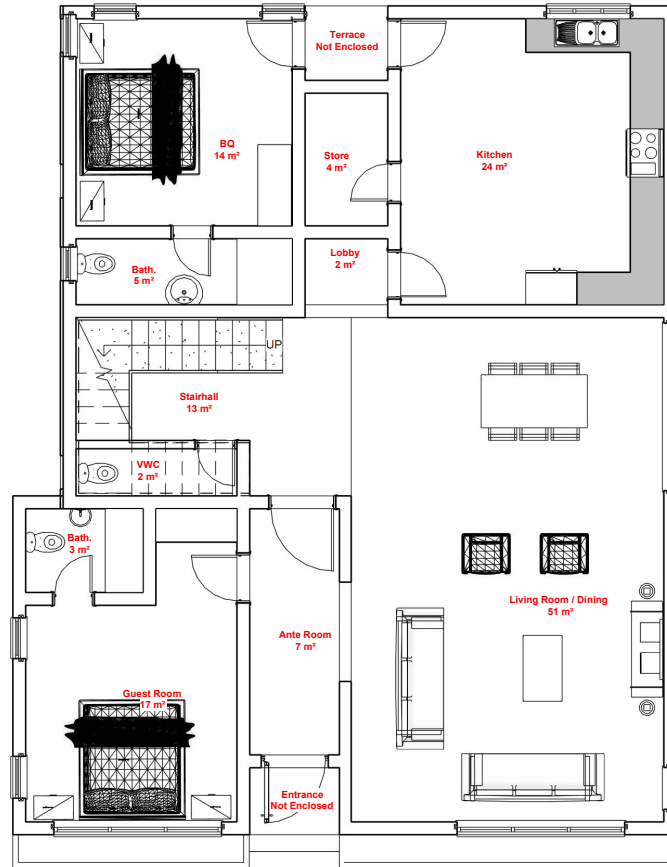 Terrace
Not Enclosed
BQ
14 m²
Store
4 m²
Kitchen
24 m²
Lobby
2 m²
Bath.
5 m²
UP
Stairhall
13 m²
VWC
2 m²
Bath.
3 m²
Living Room / Dining
51 m²
Ante Room
7 m²
Guest Room
17 m²
Entrance
Not Enclosed